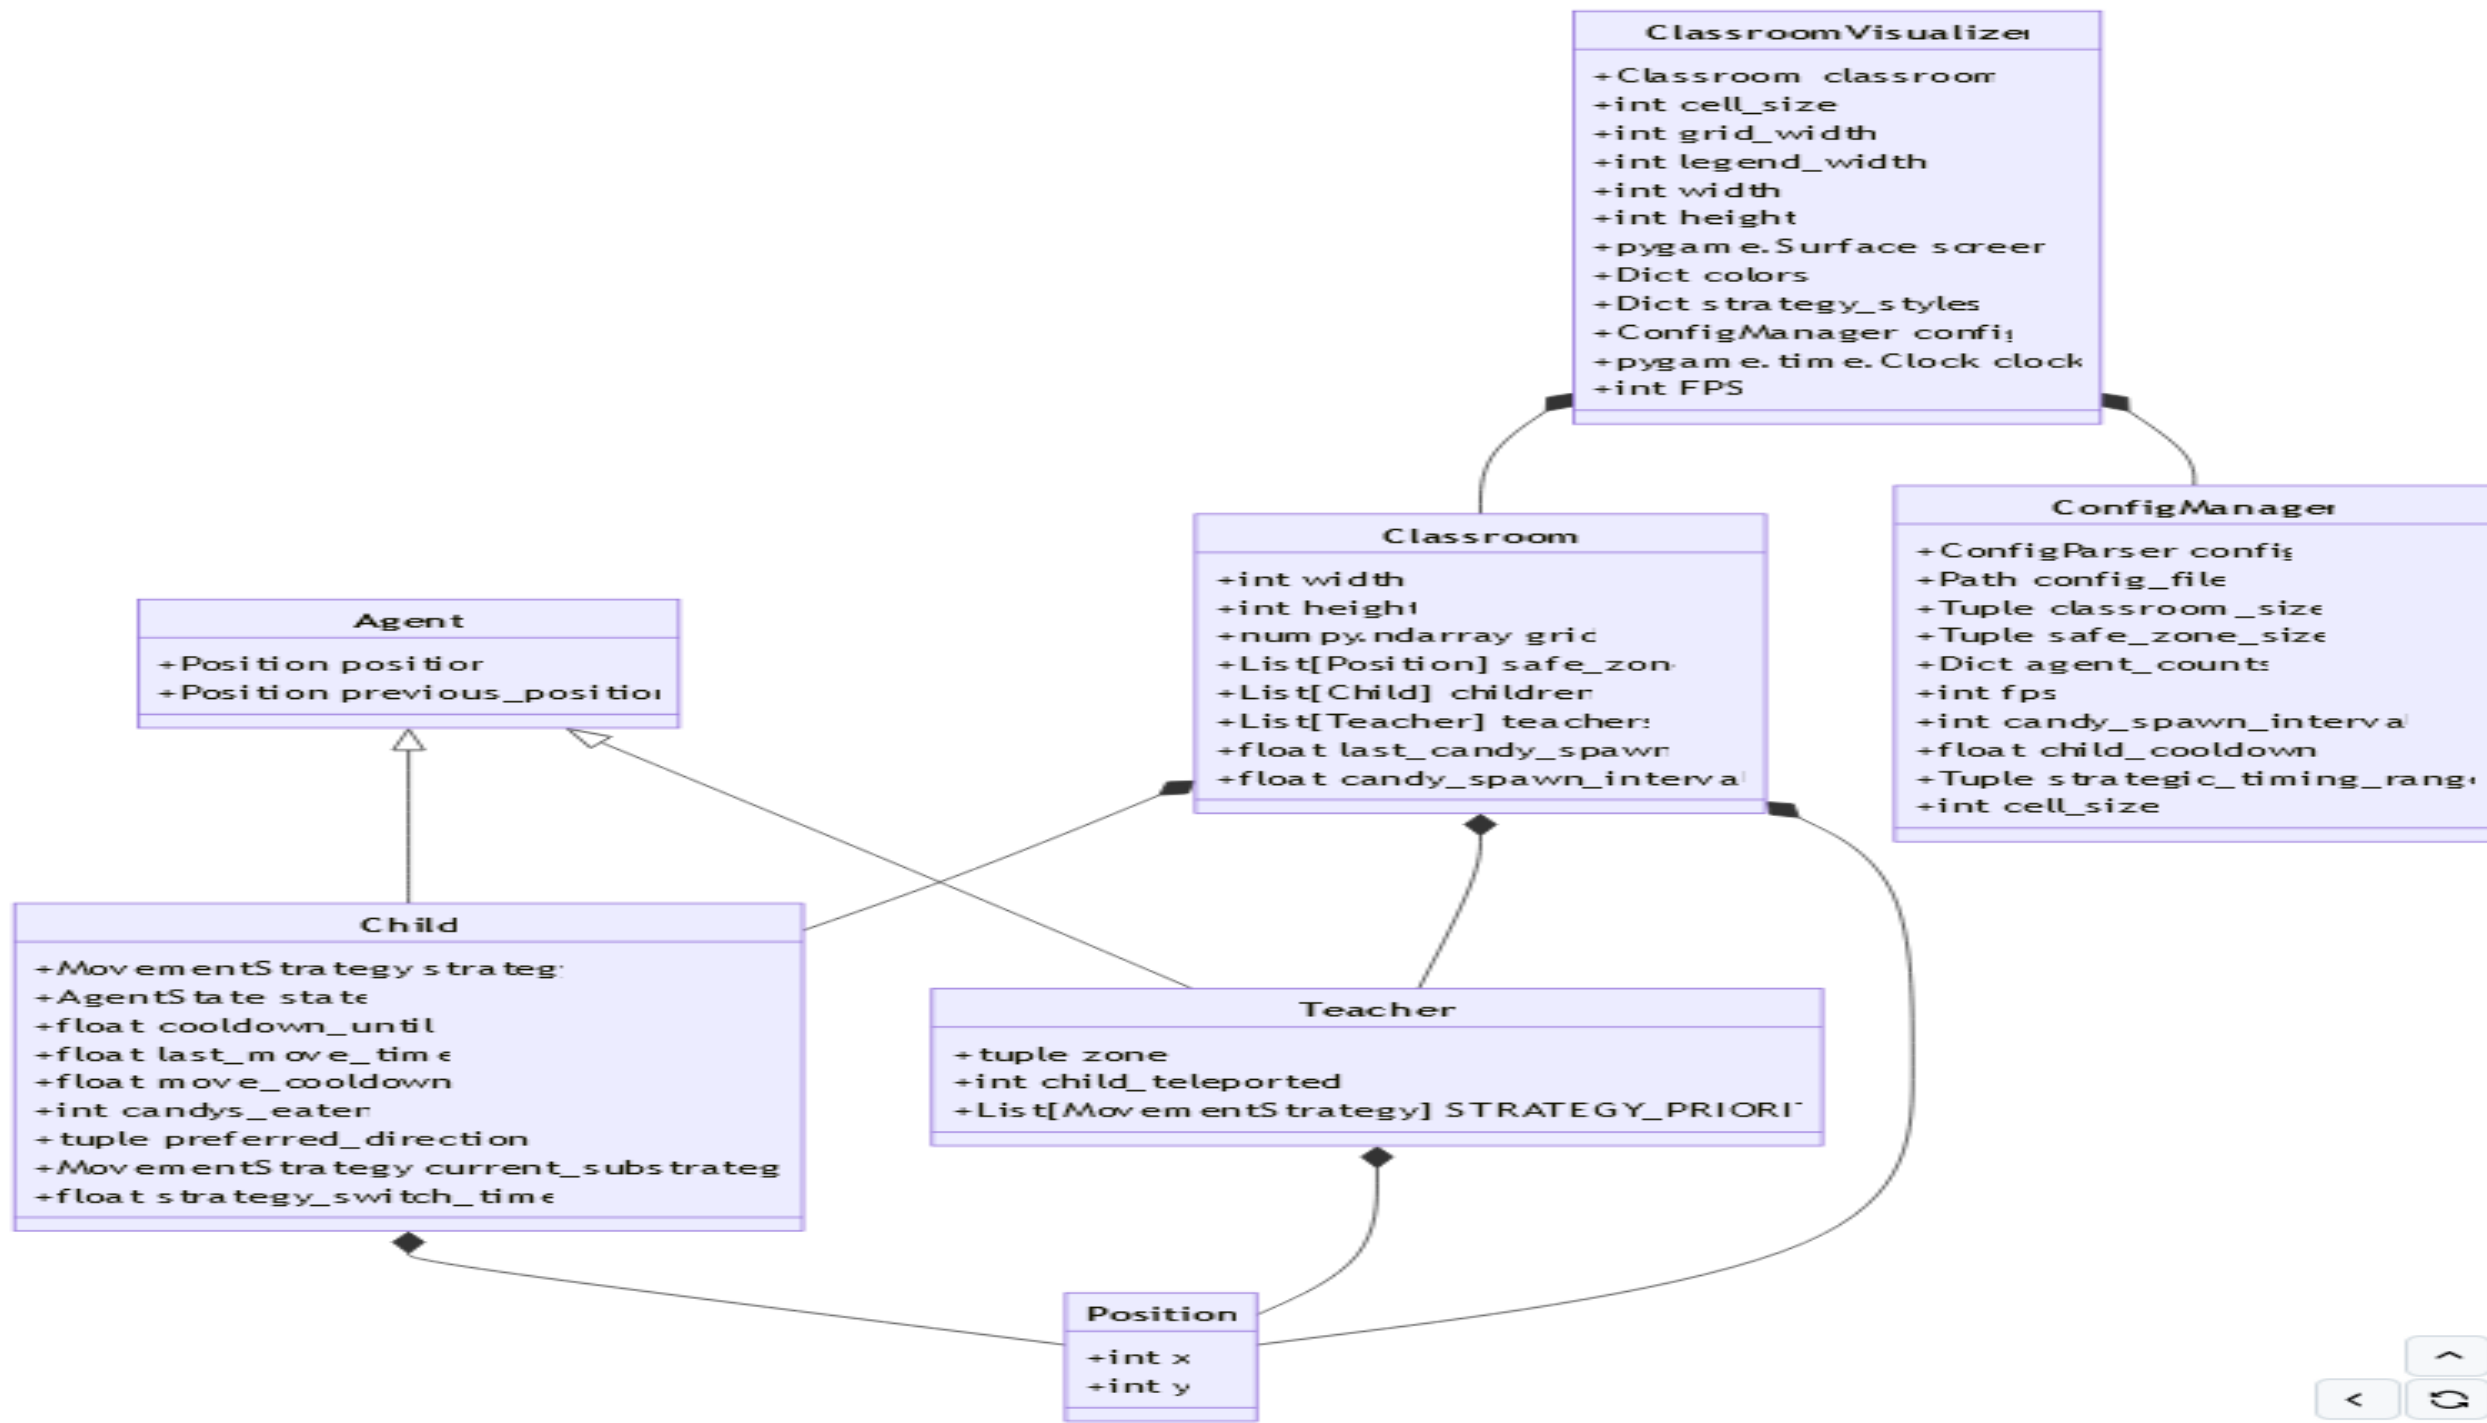 ClassroomVisualizer
+Classroom classroom
+int cell_size
+int grid_width
+int legend_width
+int width
+int height
+pygame.Surface screen
+Dict colors
+Dict strategy_styles
+ConfigManager config
+pygame.time.Clock clock
+int FPS
Classroom
+int width
+int height
+numpy.ndarray grid
+List[Position] safe_zon
+List[Child] children
+List[Teacher] teachers
+float last_candy_spawn
+float candy_spawn_interval
ConfigManager
+ConfigParser config
+Path config_file
+Tuple classroom_size
+Tuple safe_zone_size
+Dict agent_counts
+int fps
+int candy_spawn_interval
+float child_cooldown
+Tuple strategic_timing_range
+int cell_size
Agent
+Position position
+Position previous_position
Child
+MovementStrategy strategy
+AgentState state
+float cooldown_until
+float last_move_time
+float move_cooldown
+int candys_eaten
+tuple preferred_direction
+MovementStrategy current_substrateg
+float strategy_switch_time
Teacher
+tuple zone
+int child_teleported
+List[MovementStrategy] STRATEGY_PRIORIT
Position
+int x
+int y